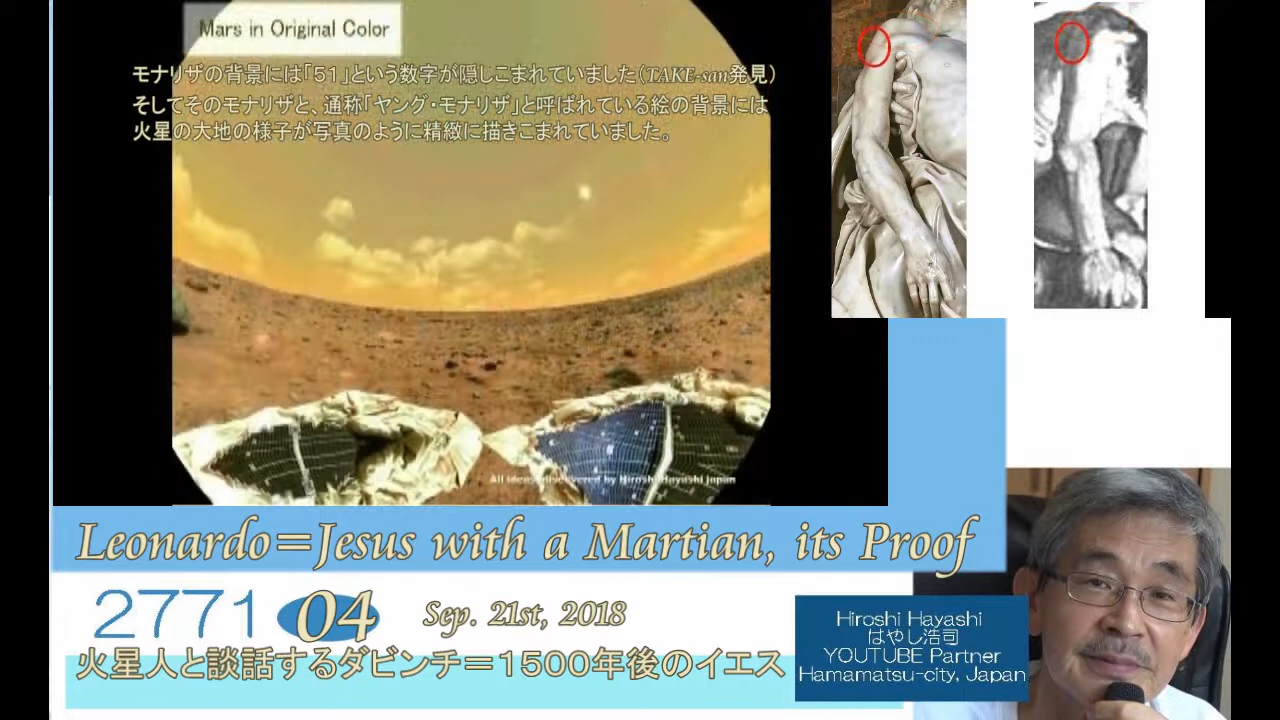 Mars in Original Color
モナリザの背景には「51」という数字が隠しこまれていました(TAKE-san発見)
そしてそのモナリザと、通称「ヤング・モナリザ」と呼ばれている絵の背景には
火星の大地の様子が写真のように精緻に描きこまれていました。
All ideas discovered by Hiroshi Hayashi Japan
Leonardo=Jesus with a Martian, its Proof
2771 04 Sep. 21st, 2018
火星人と談話するダビンチ=1500年後のイエス
Hiroshi Hayashi
はやし浩司
YOUTUBE Partner
Hamamatsu-city, Japan